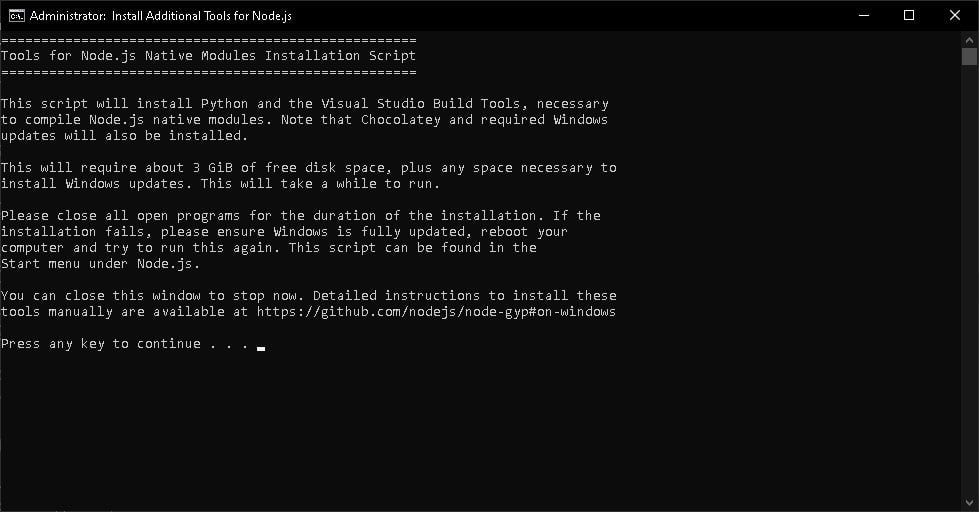 Administrator: Install Additional Tools for Node.js
====================================================
Tools for Node.js Native Modules Installation Script
====================================================
This script will install Python and the Visual Studio Build Tools, necessary
to compile Node.js native modules. Note that Chocolatey and required Windows
updates will also be installed.
This will require about 3 GiB of free disk space, plus any space necessary to
install Windows updates. This will take a while to run.
Please close all open programs for the duration of the installation. If the
installation fails, please ensure Windows is fully updated, reboot your
computer and try to run this again. This script can be found in the
Start menu under Node.js.
You can close this window to stop now. Detailed instructions to install these
tools manually are available at https://github.com/nodejs/node-gyp#on-windows
Press any key to continue . . .